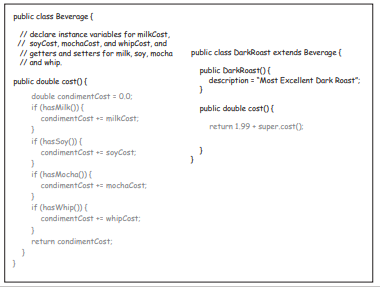 public class Beverage {
// declare instance variables for milkCost,
// soyCost, mochaCost, and whipCost, and
// getters and setters for milk, soy, mocha
// and whip.
public double cost() {
double condimentCost = 0.0;
if (hasMilk()) {
condimentCost += milkCost;
}
if (hasSoy()) {
condimentCost += soyCost;
}
if (hasMocha()) {
condimentCost += mochaCost;
}
if (hasWhip()) {
condimentCost += whipCost;
}
return condimentCost;
}
}
public class DarkRoast extends Beverage {
public DarkRoast() {
description = "Most Excellent Dark Roast";
}
public double cost() {
return 1.99 + super.cost();
}
}